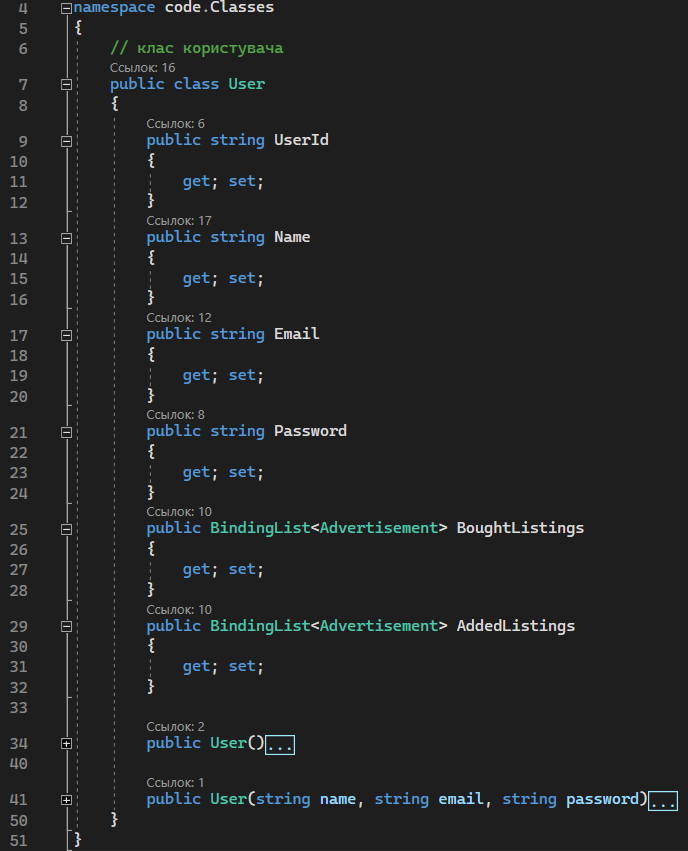 4 namespace code.Classes
5 {
6 // клас користувача
Ссылок: 16
7 public class User
8 {
Ссылок: 6
9 public string UserId
10 {
11 get; set;
12 }
Ссылок: 17
13 public string Name
14 {
15 get; set;
16 }
Ссылок: 12
17 public string Email
18 {
19 get; set;
20 }
Ссылок: 8
21 public string Password
22 {
23 get; set;
24 }
Ссылок: 10
25 public BindingList<Advertisement> BoughtListings
26 {
27 get; set;
28 }
Ссылок: 10
29 public BindingList<Advertisement> AddedListings
30 {
31 get; set;
32 }
33
Ссылок: 2
34 public User()...
40
Ссылок: 1
41 public User(string name, string email, string password)...
50 }
51 }